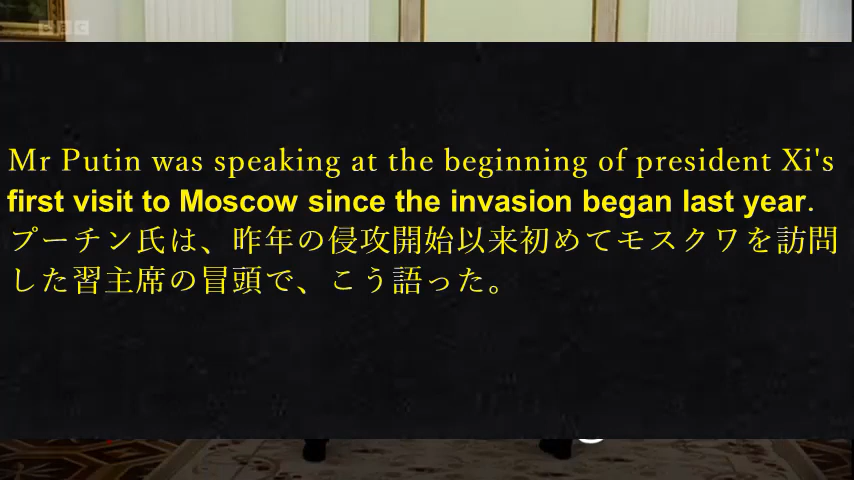 BBC
Mr Putin was speaking at the beginning of president Xi's
first visit to Moscow since the invasion began last year.
プーチン氏は、昨年の侵攻開始以来初めてモスクワを訪問
した習主席の冒頭で、こう語った。